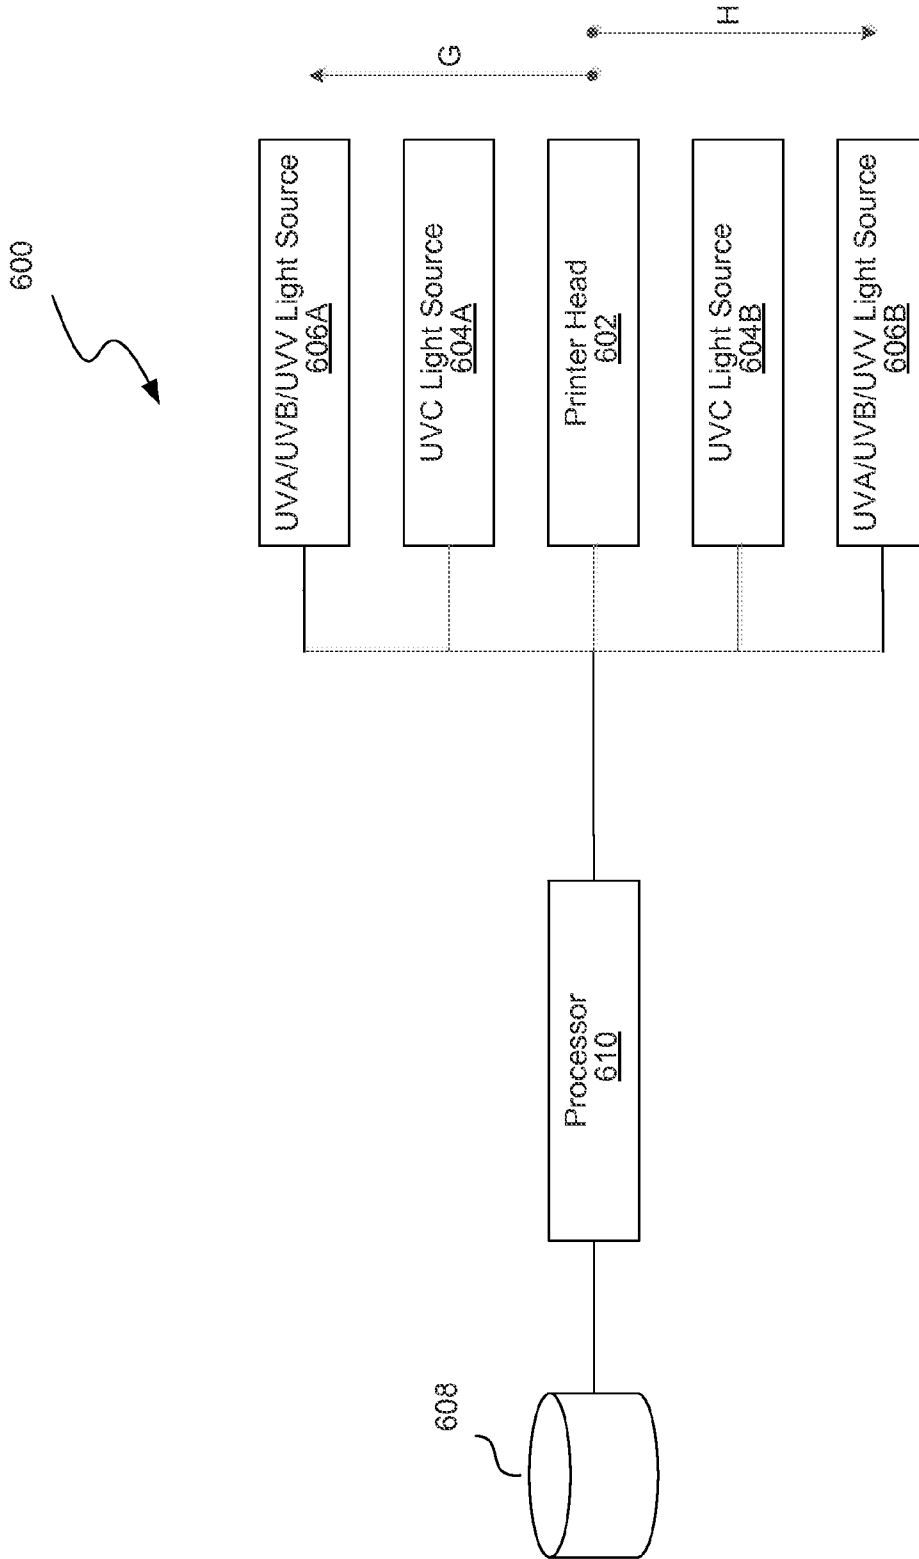 600
G
H
UVA/UVB/UVV Light Source
606A
UVC Light Source
604A
Printer Head
602
UVC Light Source
604B
UVA/UVB/UVV Light Source
606B
Processor
610
608